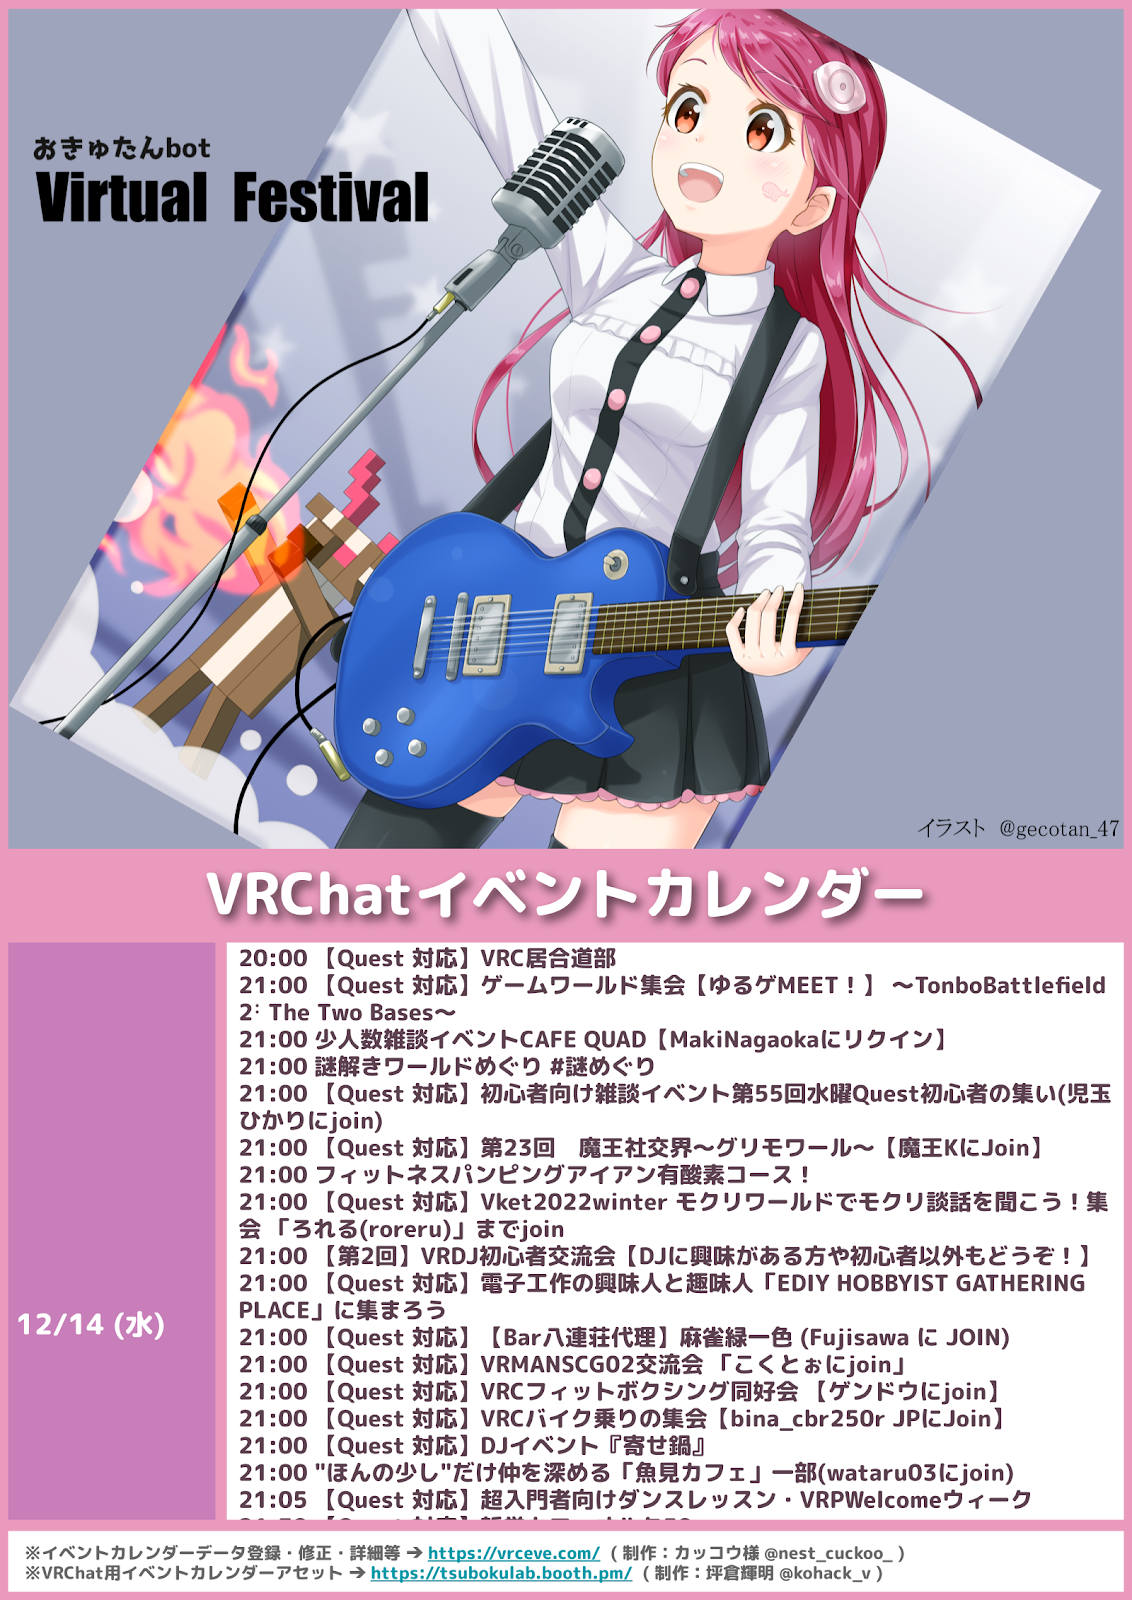 おきゅたんbot
Virtual Festival
イラスト @gecotan_47
VRChatイベントカレンダー
12/14 (水)
20:00 【Quest 対応】VRC居合道部
21:00 【Quest 対応】ゲームワールド集会【ゆるゲMEET！】 ～TonboBattlefield
2: The Two Bases～
21:00 少人数雑談イベントCAFE QUAD【MakiNagaokaにリクイン】
21:00 謎解きワールドめぐり #謎めぐり
21:00 【Quest 対応】初心者向け雑談イベント第55回水曜Quest初心者の集い(児玉
ひかりにjoin)
21:00 【Quest 対応】第23回　魔王社交界～グリモワール～【魔王KにJoin】
21:00 フィットネスパンピングアイアン有酸素コース！
21:00 【Quest 対応】Vket2022winter モクリワールドでモクリ談話を聞こう！集
会 「ろれる(roreru)」までjoin
21:00 【第2回】VRDJ初心者交流会【DJに興味がある方や初心者以外もどうぞ！】
21:00 【Quest 対応】電子工作の興味人と趣味人「EDIY HOBBYIST GATHERING
PLACE」に集まろう
21:00 【Quest 対応】【Bar八連荘代理】麻雀緑一色 (Fujisawa に JOIN)
21:00 【Quest 対応】VRMANSCG02交流会 「こくとぉにjoin」
21:00 【Quest 対応】VRCフィットボクシング同好会 【ゲンドウにjoin】
21:00 【Quest 対応】VRCバイク乗りの集会【bina_cbr250r JPにJoin】
21:00 【Quest 対応】DJイベント『寄せ鍋』
21:00 "ほんの少し"だけ仲を深める「魚見カフェ」一部(wataru03にjoin)
21:05 【Quest 対応】超入門者向けダンスレッスン・VRPWelcomeウィーク
※イベントカレンダーデータ登録・修正・詳細等 ➔ https://vrceve.com/ ( 制作：カッコウ様 @nest_cuckoo_ )
※VRChat用イベントカレンダーアセット ➔ https://tsubokulab.booth.pm/ ( 制作：坪倉輝明 @kohack_v )